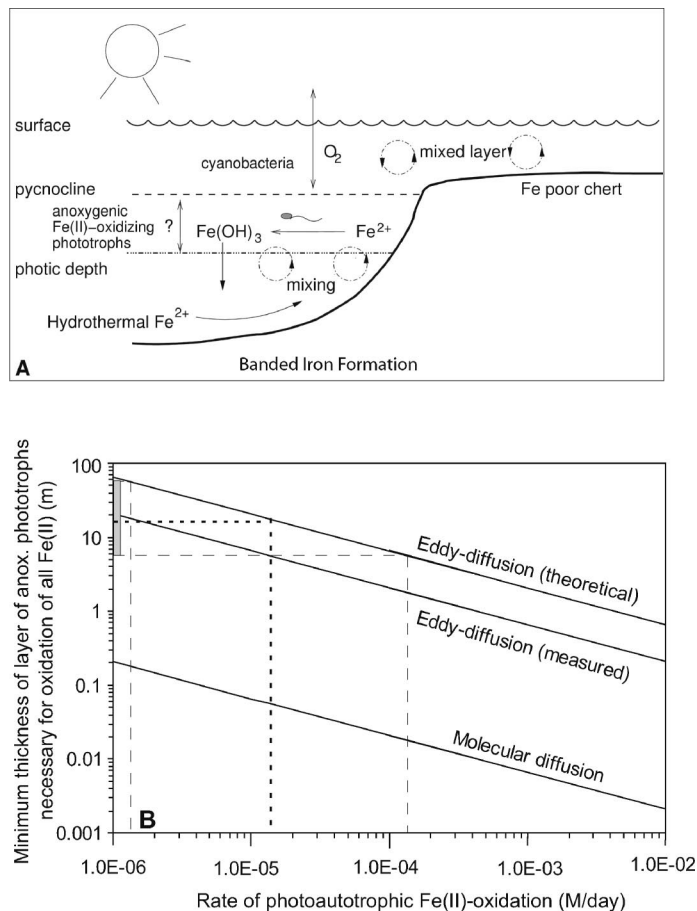 surface
O2
mixed layer
cyanobacteria
pycnocline
Fe poor chert
anoxygenic
Fe(II)–oxidizing
phototrophs
?
Fe(OH)3
Fe2+
photic depth
mixing
Hydrothermal Fe2+
A
Banded Iron Formation
Minimum thickness of layer of anox. phototrophs
necessary for oxidation of all Fe(II) (m)
100
10
1
0.1
0.01
0.001
Eddy-diffusion (theoretical)
Eddy-diffusion (measured)
Molecular diffusion
B
1.0E-06
1.0E-05
1.0E-04
1.0E-03
1.0E-02
Rate of photoautotrophic Fe(II)-oxidation (M/day)